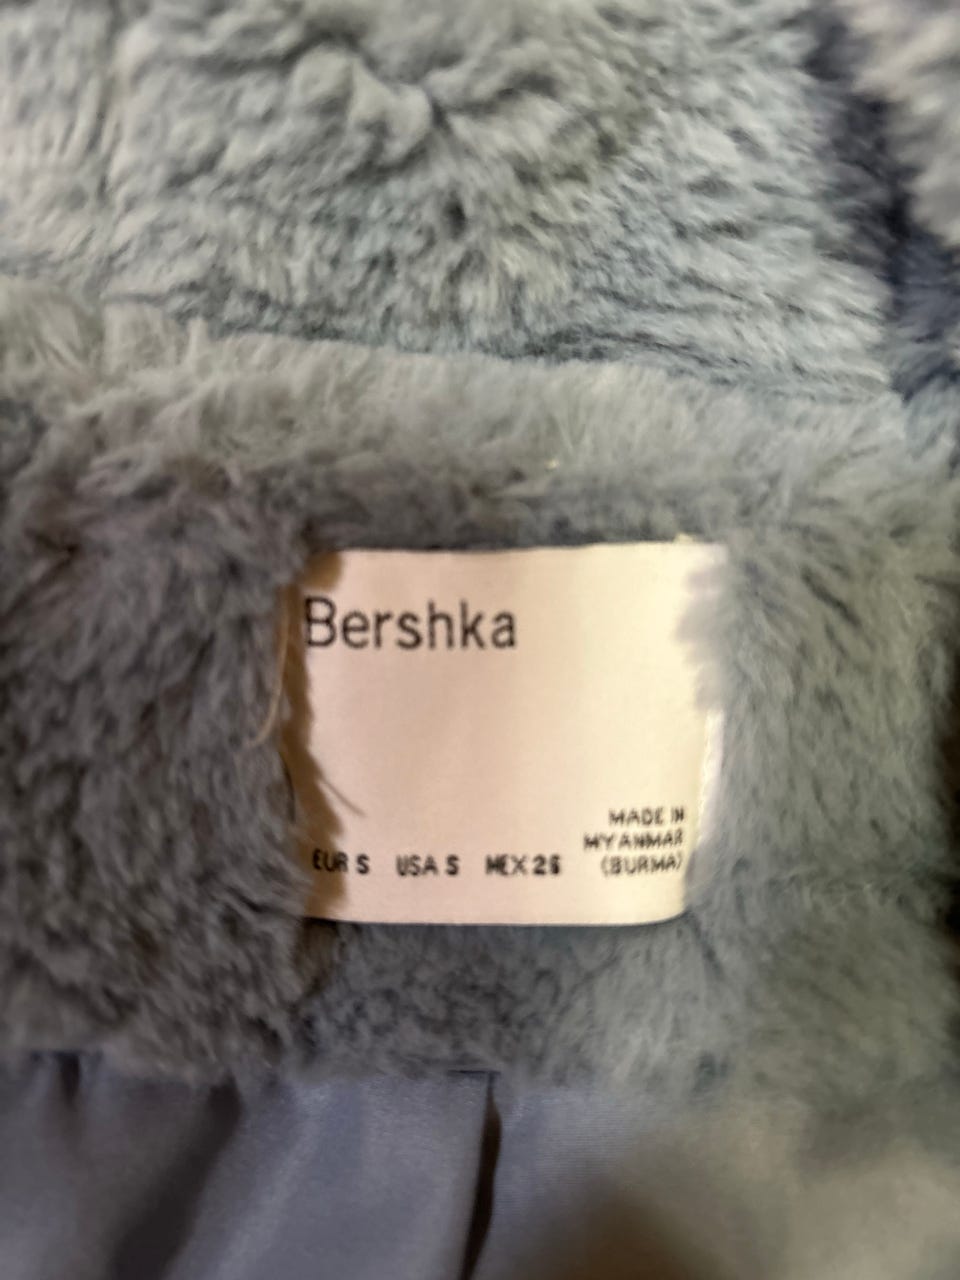 Bershka
MADE IN
MYANMAR
(BURMA)
EUR S USA S MEX 26